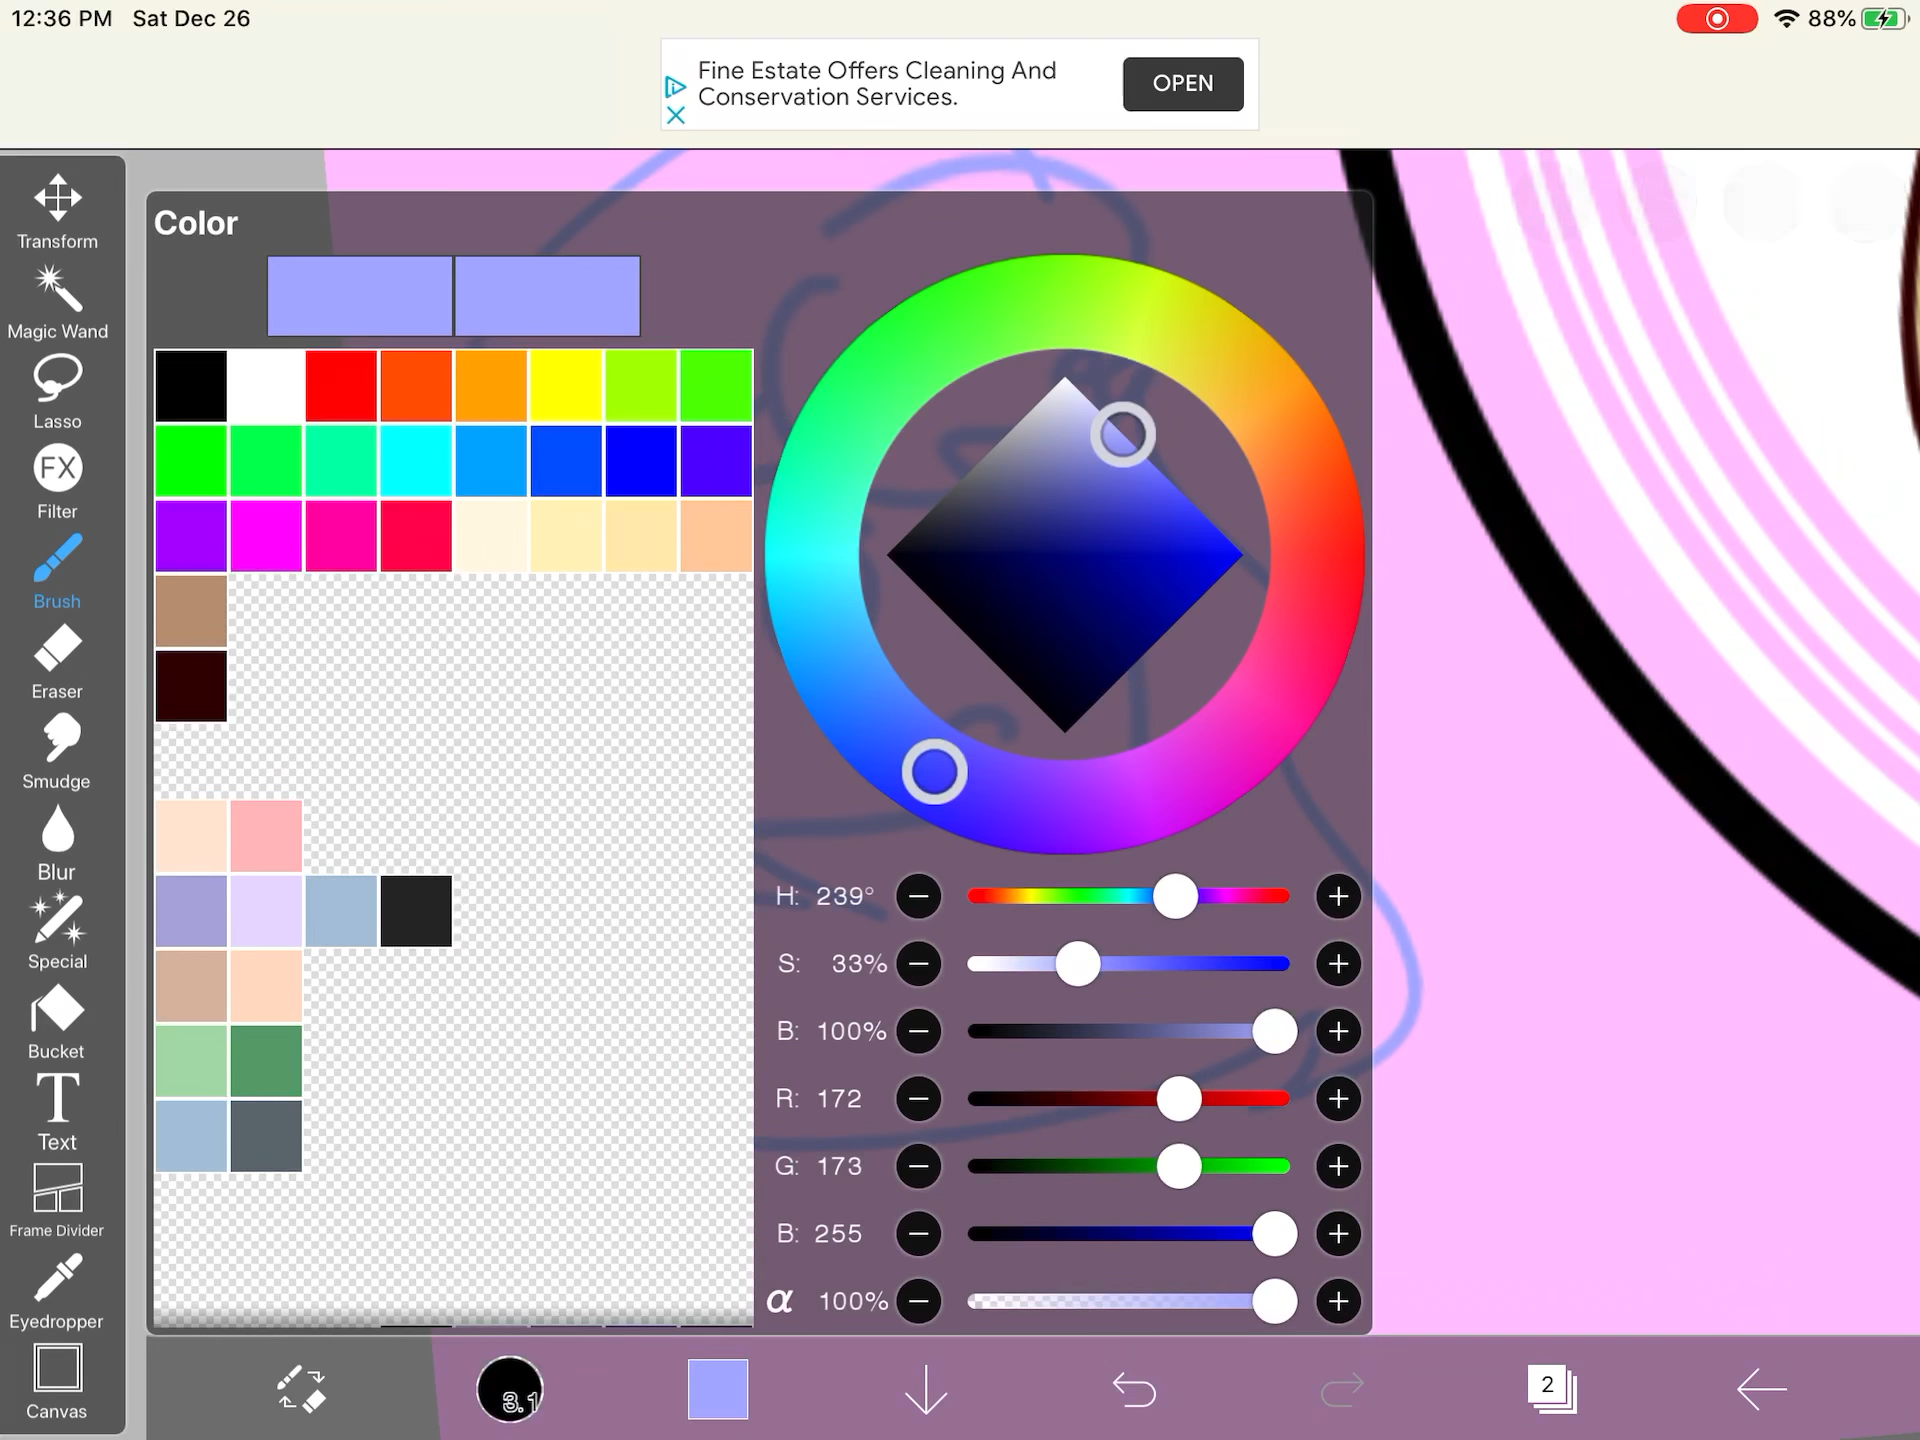 12:36 PM Sat Dec 26
88%
Fine Estate Offers Cleaning And
Conservation Services.
OPEN
Color
Transform
Magic Wand
Lasso
FX
Filter
Brush
Eraser
Smudge
Blur
Special
Bucket
T
Text
Frame Divider
Eyedropper
Canvas
H: 239°
S: 33%
B: 100%
R: 172
G: 173
B: 255
α 100%
3.1
2